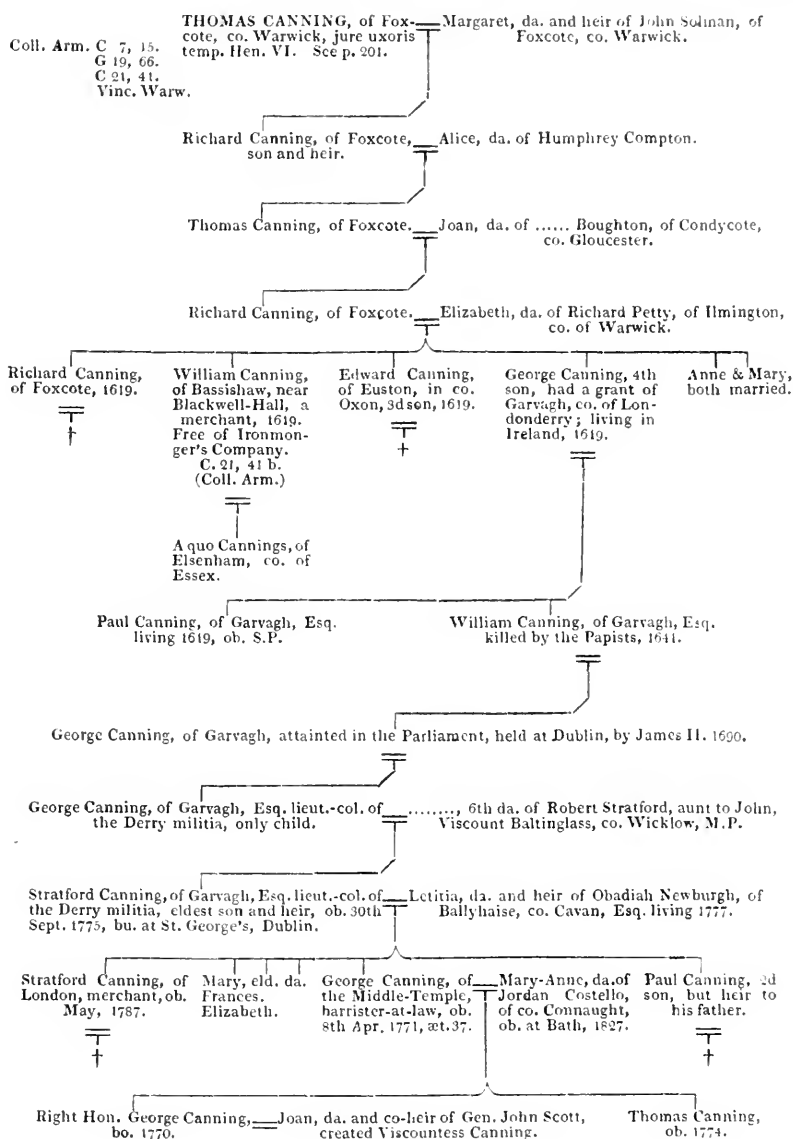 THOMAS CANNING, of Fox-
cote, co. Warwick, jure uxoris
temp. Hen. VI. See p. 201.
Margaret, da. and heir of John Solman, of
Foxcote, co. Warwick.
Coll. Arm. C 7, 15.
G 19, 66.
C 21, 41.
Vinc. Warw.
Richard Canning, of Foxcote,
son and heir.
Alice, da. of Humphrey Compton.
Thomas Canning, of Foxcote.
Joan, da. of ...... Boughton, of Condycote,
co. Gloucester.
Richard Canning, of Foxcote.
Elizabeth, da. of Richard Petty, of Ilmington,
co. of Warwick.
Richard Canning,
of Foxcote, 1619.
†
William Canning,
of Bassishaw, near
Blackwell-Hall, a
merchant, 1619.
Free of Ironmon-
ger's Company.
C. 21, 41 b.
(Coll. Arm.)
Edward Canning,
of Euston, in co.
Oxon, 3d son, 1619.
†
George Canning, 4th
son, had a grant of
Garvagh, co. of Lon-
donderry; living in
Ireland, 1619.
Anne & Mary,
both married.
A quo Cannings, of
Elsenham, co. of
Essex.
Paul Canning, of Garvagh, Esq.
living 1619, ob. S.P.
William Canning, of Garvagh, Esq.
killed by the Papists, 1641.
George Canning, of Garvagh, attainted in the Parliament, held at Dublin, by James II. 1690.
George Canning, of Garvagh, Esq. lieut.-col. of
the Derry militia, only child.
........, 6th da. of Robert Stratford, aunt to John,
Viscount Baltinglass, co. Wicklow, M.P.
Stratford Canning, of Garvagh, Esq. lieut.-col. of
the Derry militia, eldest son and heir, ob. 30th
Sept. 1775, bu. at St. George's, Dublin.
Letitia, da. and heir of Obadiah Newburgh, of
Ballyhaise, co. Cavan, Esq. living 1777.
Stratford Canning, of
London, merchant, ob.
May, 1787.
†
Mary, eld. da.
Frances.
Elizabeth.
George Canning, of
the Middle-Temple,
barrister-at-law, ob.
8th Apr. 1771, æt. 37.
Mary-Anne, da. of
Jordan Costello,
of co. Connaught,
ob. at Bath, 1827.
Paul Canning, 2d
son, but heir to
his father.
†
Right Hon. George Canning,
bo. 1770.
Joan, da. and co-heir of Gen. John Scott,
created Viscountess Canning.
Thomas Canning,
ob. 1774.